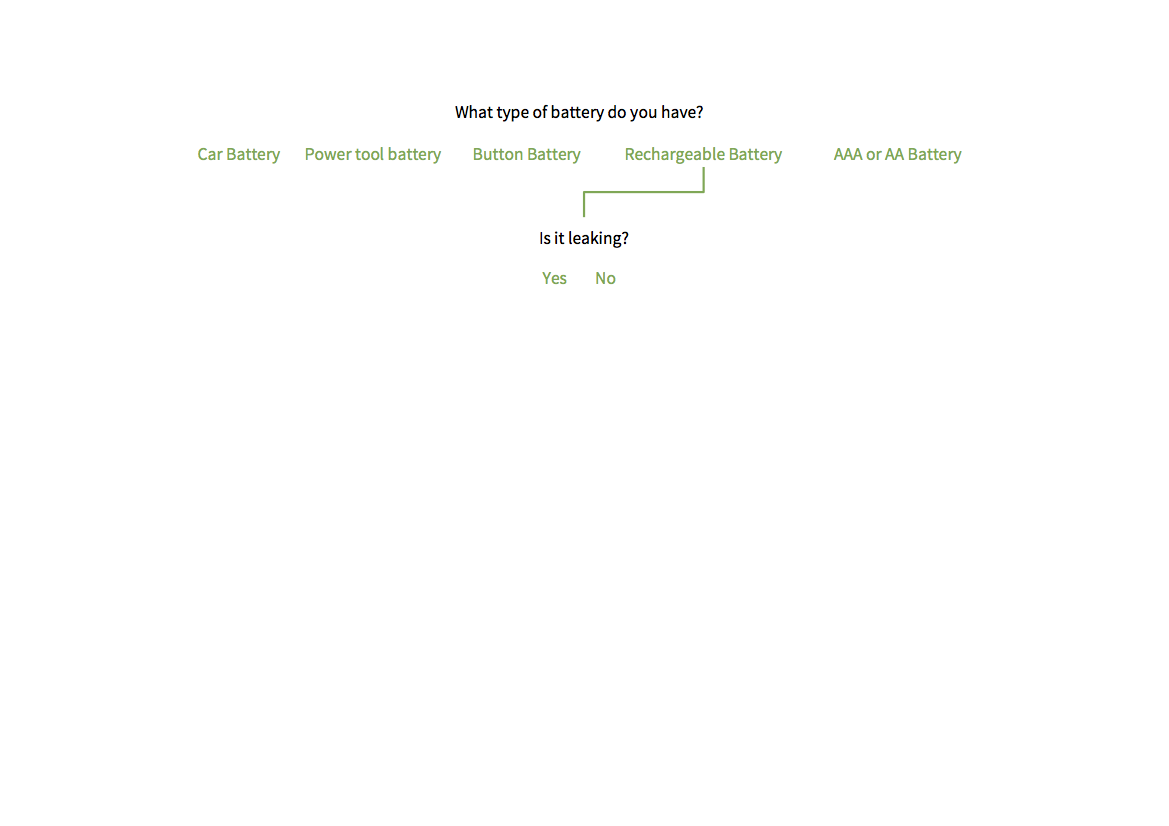 What type of battery do you have?
Car Battery Power tool battery Button Battery Rechargeable Battery AAA or AA Battery
Is it leaking?
Yes No